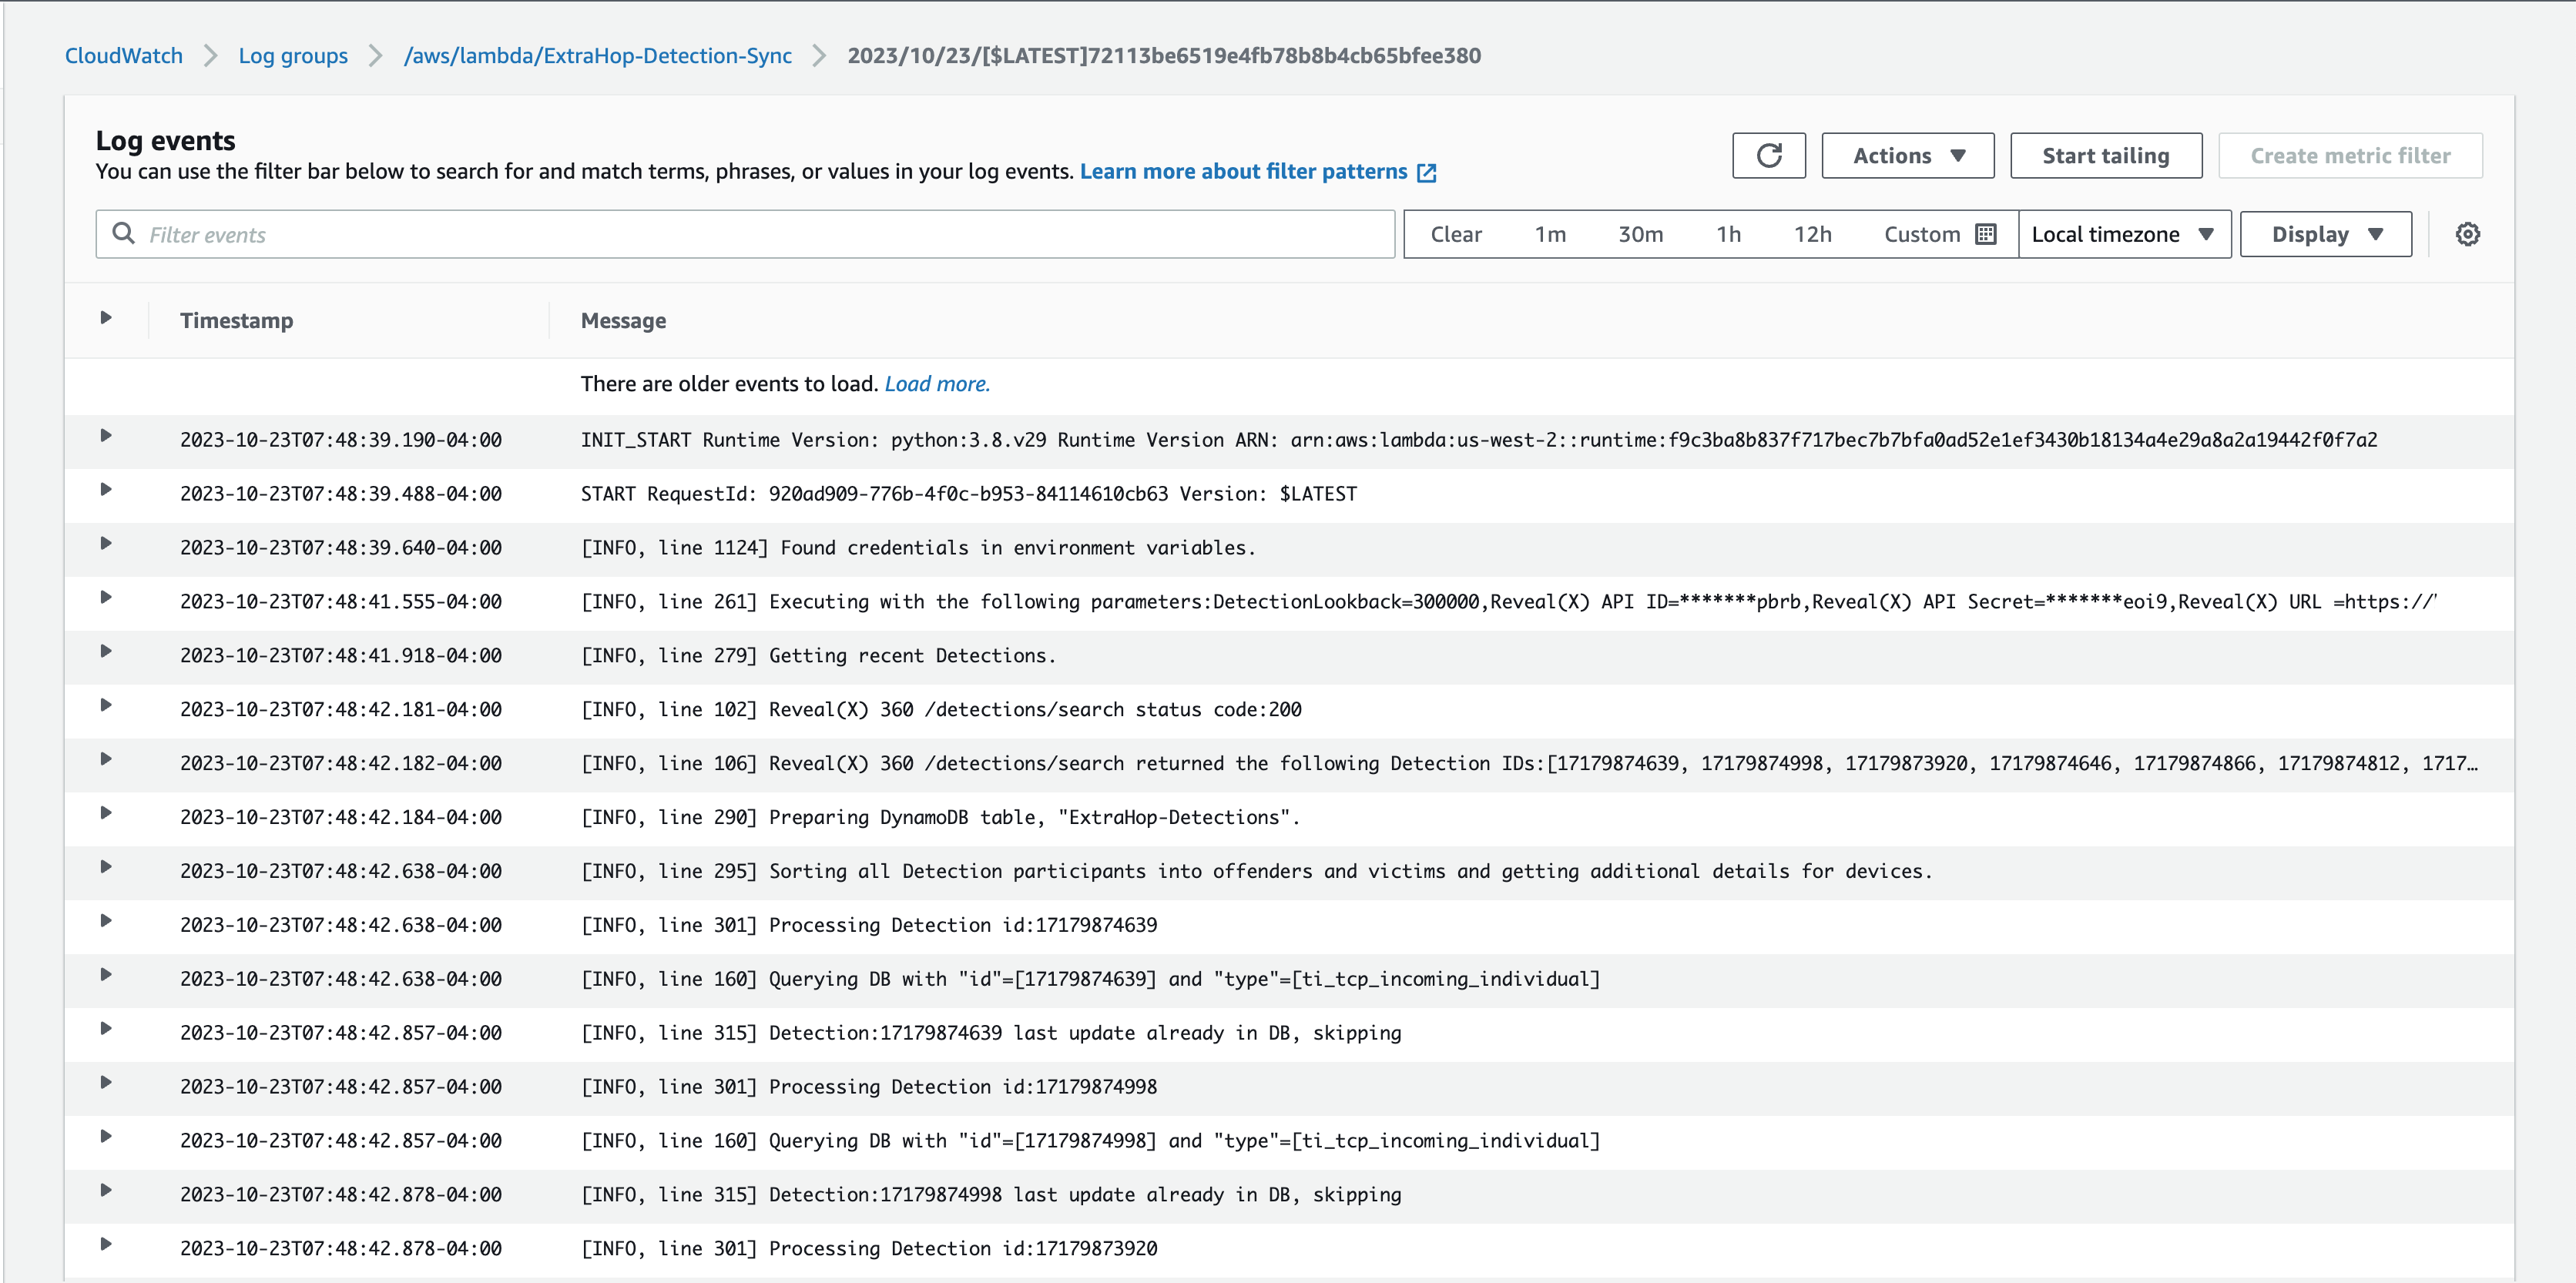 CloudWatch > Log groups > /aws/lambda/ExtraHop-Detection-Sync > 2023/10/23/[$LATEST]72113be6519e4fb78b8b4cb65bfee380
Log events
You can use the filter bar below to search for and match terms, phrases, or values in your log events. Learn more about filter patterns
Actions Start tailing Create metric filter
Filter events Clear 1m 30m 1h 12h Custom Local timezone Display
Timestamp Message
There are older events to load. Load more.
2023-10-23T07:48:39.190-04:00 INIT_START Runtime Version: python:3.8.v29 Runtime Version ARN: arn:aws:lambda:us-west-2::runtime:f9c3ba8b837f717bec7b7bfa0ad52e1ef3430b18134a4e29a8a2a19442f0f7a2
2023-10-23T07:48:39.488-04:00 START RequestId: 920ad909-776b-4f0c-b953-84114610cb63 Version: $LATEST
2023-10-23T07:48:39.640-04:00 [INFO, line 1124] Found credentials in environment variables.
2023-10-23T07:48:41.555-04:00 [INFO, line 261] Executing with the following parameters:DetectionLookback=300000,Reveal(X) API ID=*******pbrb,Reveal(X) API Secret=*******eoi9,Reveal(X) URL =https://'
2023-10-23T07:48:41.918-04:00 [INFO, line 279] Getting recent Detections.
2023-10-23T07:48:42.181-04:00 [INFO, line 102] Reveal(X) 360 /detections/search status code:200
2023-10-23T07:48:42.182-04:00 [INFO, line 106] Reveal(X) 360 /detections/search returned the following Detection IDs:[17179874639, 17179874998, 17179873920, 17179874646, 17179874866, 17179874812, 1717…
2023-10-23T07:48:42.184-04:00 [INFO, line 290] Preparing DynamoDB table, "ExtraHop-Detections".
2023-10-23T07:48:42.638-04:00 [INFO, line 295] Sorting all Detection participants into offenders and victims and getting additional details for devices.
2023-10-23T07:48:42.638-04:00 [INFO, line 301] Processing Detection id:17179874639
2023-10-23T07:48:42.638-04:00 [INFO, line 160] Querying DB with "id"=[17179874639] and "type"=[ti_tcp_incoming_individual]
2023-10-23T07:48:42.857-04:00 [INFO, line 315] Detection:17179874639 last update already in DB, skipping
2023-10-23T07:48:42.857-04:00 [INFO, line 301] Processing Detection id:17179874998
2023-10-23T07:48:42.857-04:00 [INFO, line 160] Querying DB with "id"=[17179874998] and "type"=[ti_tcp_incoming_individual]
2023-10-23T07:48:42.878-04:00 [INFO, line 315] Detection:17179874998 last update already in DB, skipping
2023-10-23T07:48:42.878-04:00 [INFO, line 301] Processing Detection id:17179873920